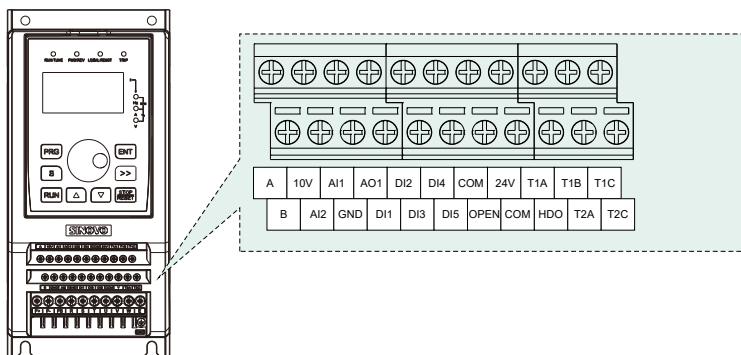 RUN/TUNE FWD/REV LOCAL/REMOT TRIP
PRG ENT
S >>
RUN STOP RESET
SINOVO
A 10V AI1 AO1 DI2 DI4 COM 24V T1A T1B T1C
B AI2 GND DI1 DI3 DI5 OPEN COM HDO T2A T2C